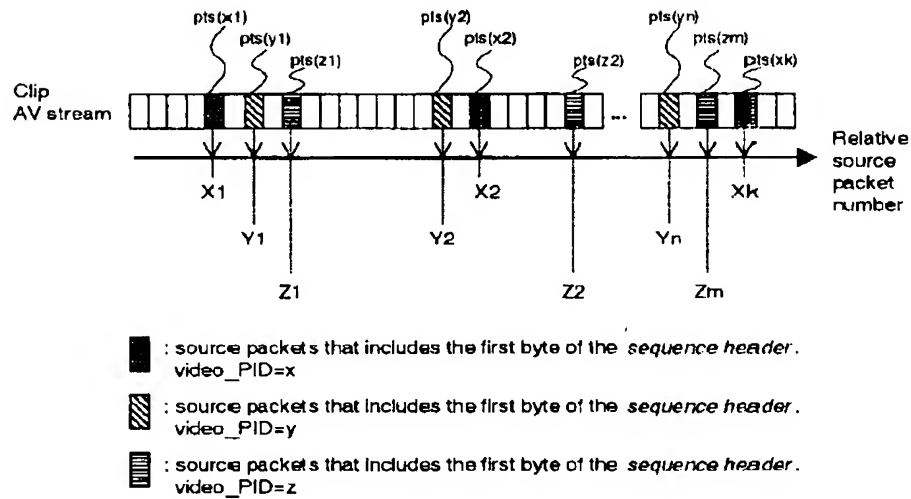 pts(x1)
pts(y1)
pts(z1)
pts(y2)
pts(x2)
pts(z2)
pts(yn)
pts(zm)
pts(xk)
Clip
AV stream
...
Relative
source
packet
number
X1
X2
Xk
Y1
Y2
Yn
Z1
Z2
Zm
: source packets that includes the first byte of the sequence header.
video_PID=x
: source packets that includes the first byte of the sequence header.
video_PID=y
: source packets that includes the first byte of the sequence header.
video_PID=z